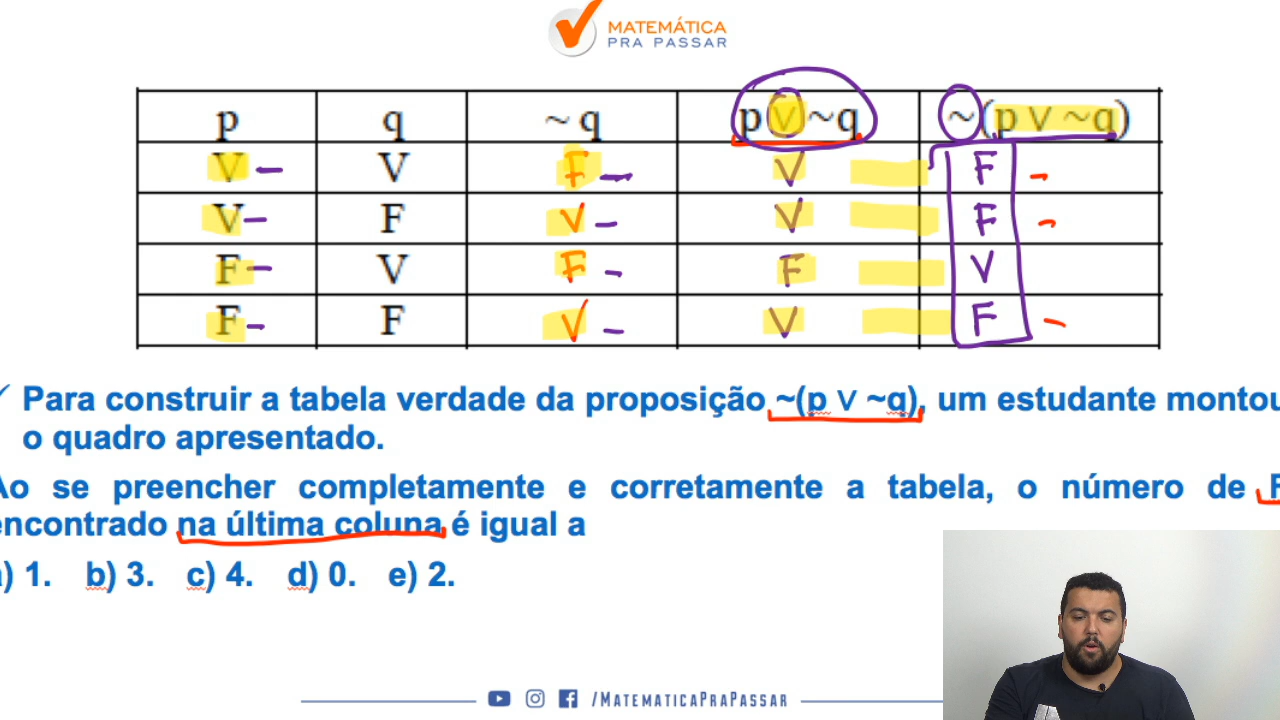 MATEMÁTICA
PRA PASSAR
p q ~ q p ∨ ~q ~(p ∨ ~q)
V V F V F
V F V V F
F V F F V
F F V V F
✓ Para construir a tabela verdade da proposição ~(p ∨ ~q), um estudante montou
o quadro apresentado.
Ao se preencher completamente e corretamente a tabela, o número de F
encontrado na última coluna é igual a
a) 1. b) 3. c) 4. d) 0. e) 2.
/MATEMATICAPRAPASSAR